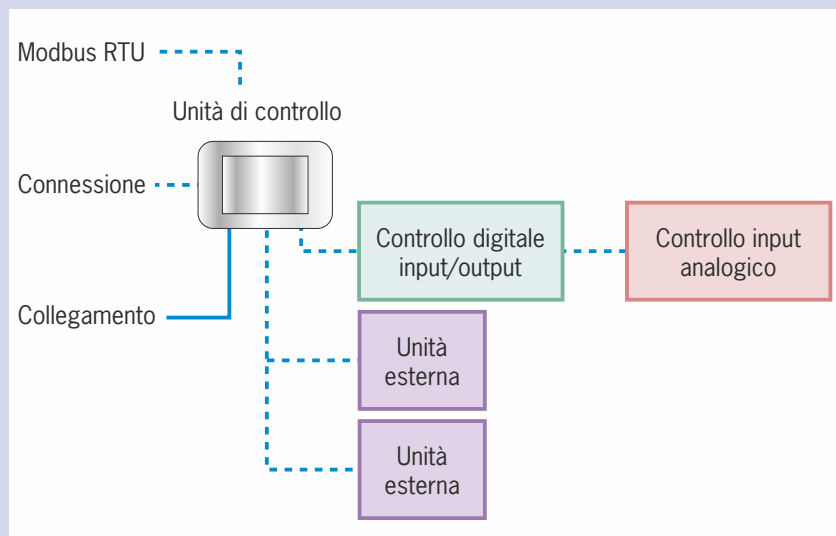 Modbus RTU
Unità di controllo
Connessione
Controllo digitale
input/output
Controllo input
analogico
Collegamento
Unità
esterna
Unità
esterna